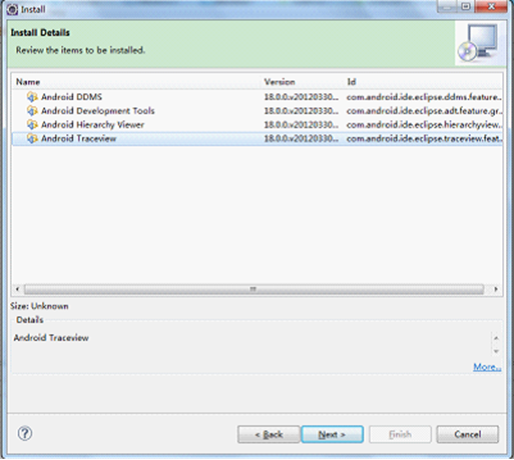 Install
Install Details
Review the items to be installed.
Name Version Id
Android DDMS 18.0.0.v20120330... com.android.ide.eclipse.ddms.feature...
Android Development Tools 18.0.0.v20120330... com.android.ide.eclipse.adt.feature.gr...
Android Hierarchy Viewer 18.0.0.v20120330... com.android.ide.eclipse.hierarchyview...
Android Traceview 18.0.0.v20120330... com.android.ide.eclipse.traceview.feat...
Size: Unknown
Details
Android Traceview
More...
? < Back Next > Finish Cancel